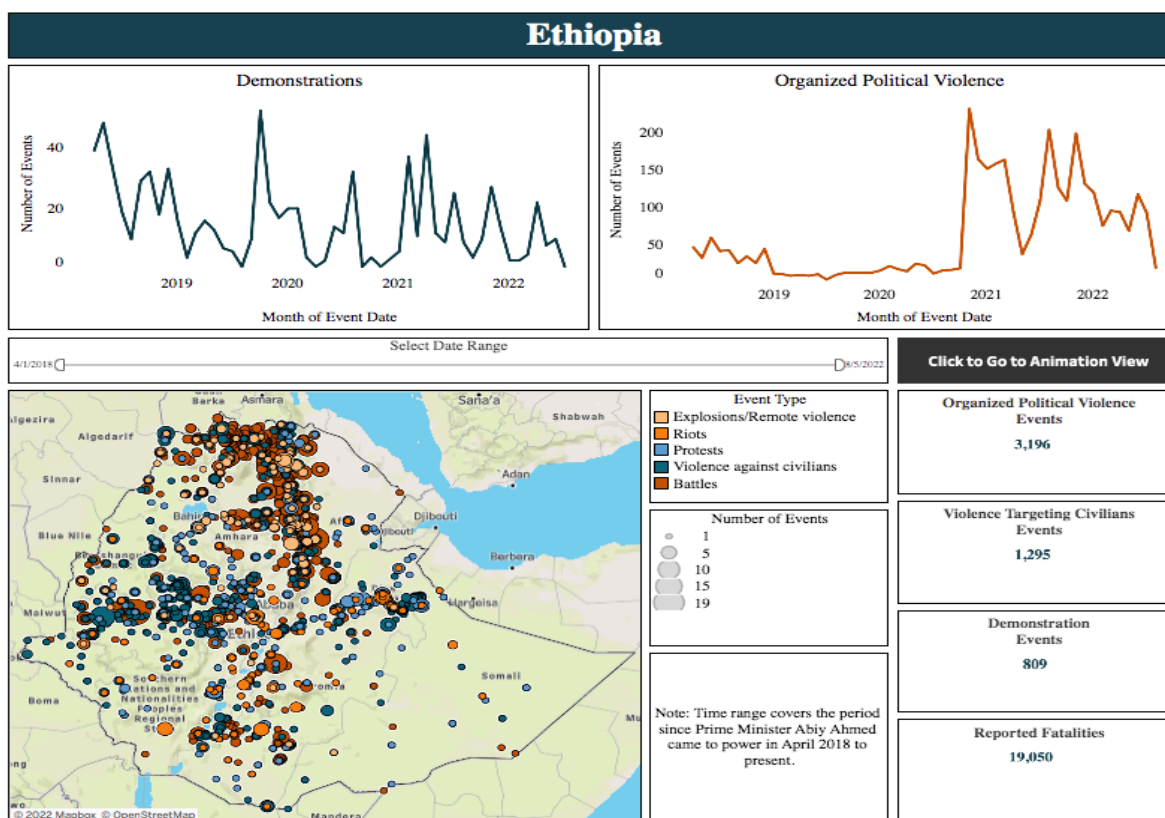 Ethiopia
Demonstrations
Number of Events
40
20
0
2019
2020
2021
2022
Month of Event Date
Organized Political Violence
Number of Events
200
150
100
50
0
2019
2020
2021
2022
Month of Event Date
Select Date Range
4/1/2018
8/5/2022
Click to Go to Animation View
Barka
Asmara
Sana'a
Shabwah
Algedarif
Sinnar
Adan
Blue Nile
Amhara
Djibouti
Djibouti
Berbera
Hargeisa
Maiwut
Somali
Boma
Southern
Nations and
Nationalities
Peoples
Regional
Mandera
© 2022 Mapbox © OpenStreetMap
Event Type
Explosions/Remote violence
Riots
Protests
Violence against civilians
Battles
Number of Events
1
5
10
15
19
Note: Time range covers the period
since Prime Minister Abiy Ahmed
came to power in April 2018 to
present.
Organized Political Violence
Events
3,196
Violence Targeting Civilians
Events
1,295
Demonstration
Events
809
Reported Fatalities
19,050